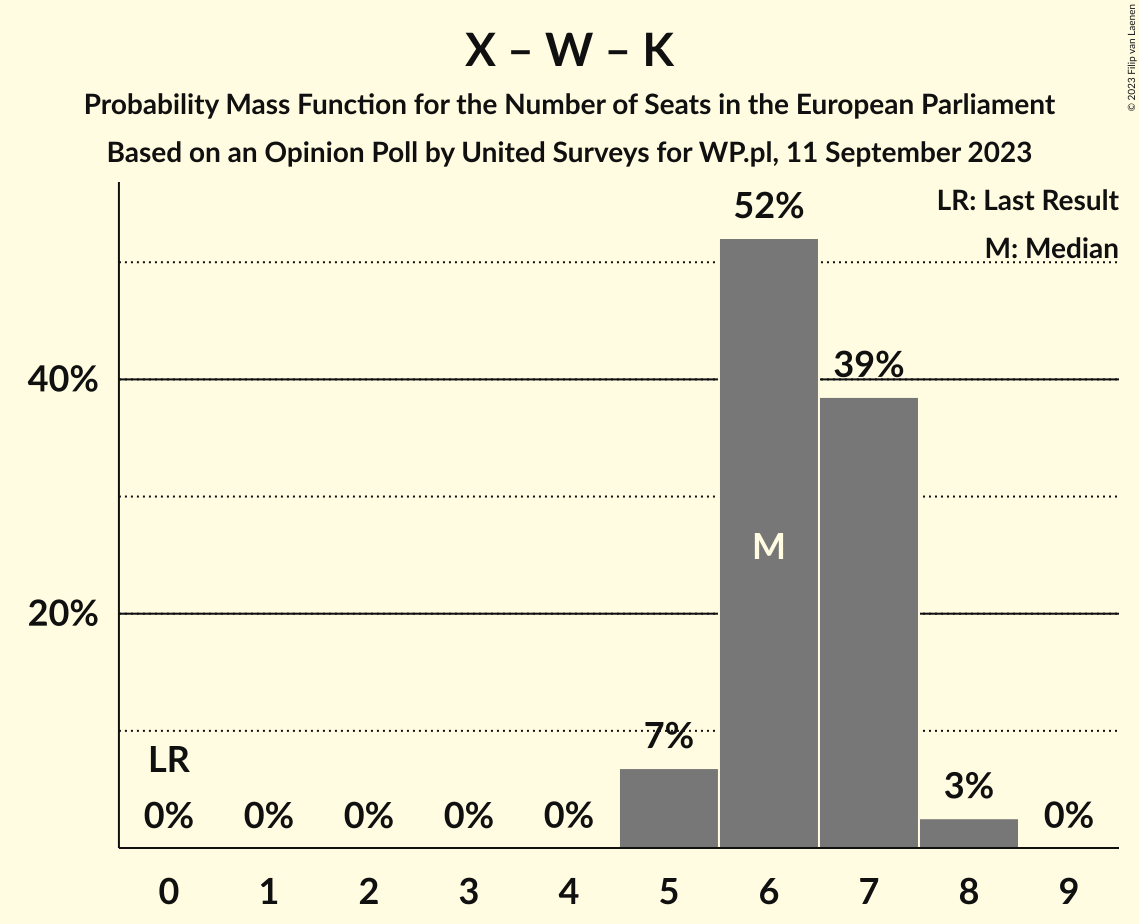 X – W – K
Probability Mass Function for the Number of Seats in the European Parliament
Based on an Opinion Poll by United Surveys for WP.pl, 11 September 2023
© 2023 Filip van Laenen
LR: Last Result
M: Median
52%
39%
40%
M
20%
7%
LR
3%
0% 0% 0% 0% 0% 0%
0 1 2 3 4 5 6 7 8 9